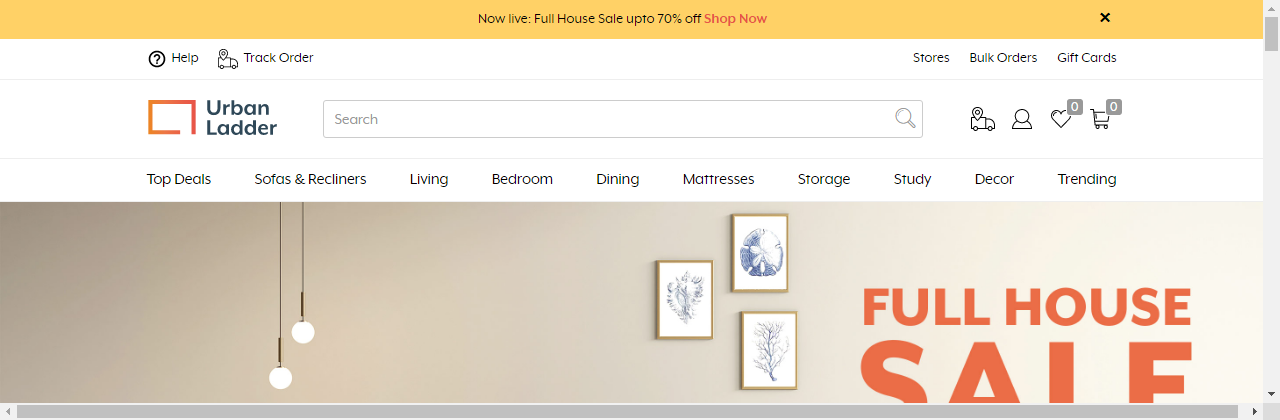 Now live: Full House Sale upto 70% off Shop Now ×
Help Track Order Stores Bulk Orders Gift Cards
Urban
Ladder
Search
0 0
Top Deals Sofas & Recliners Living Bedroom Dining Mattresses Storage Study Decor Trending
FULL HOUSE
SALE